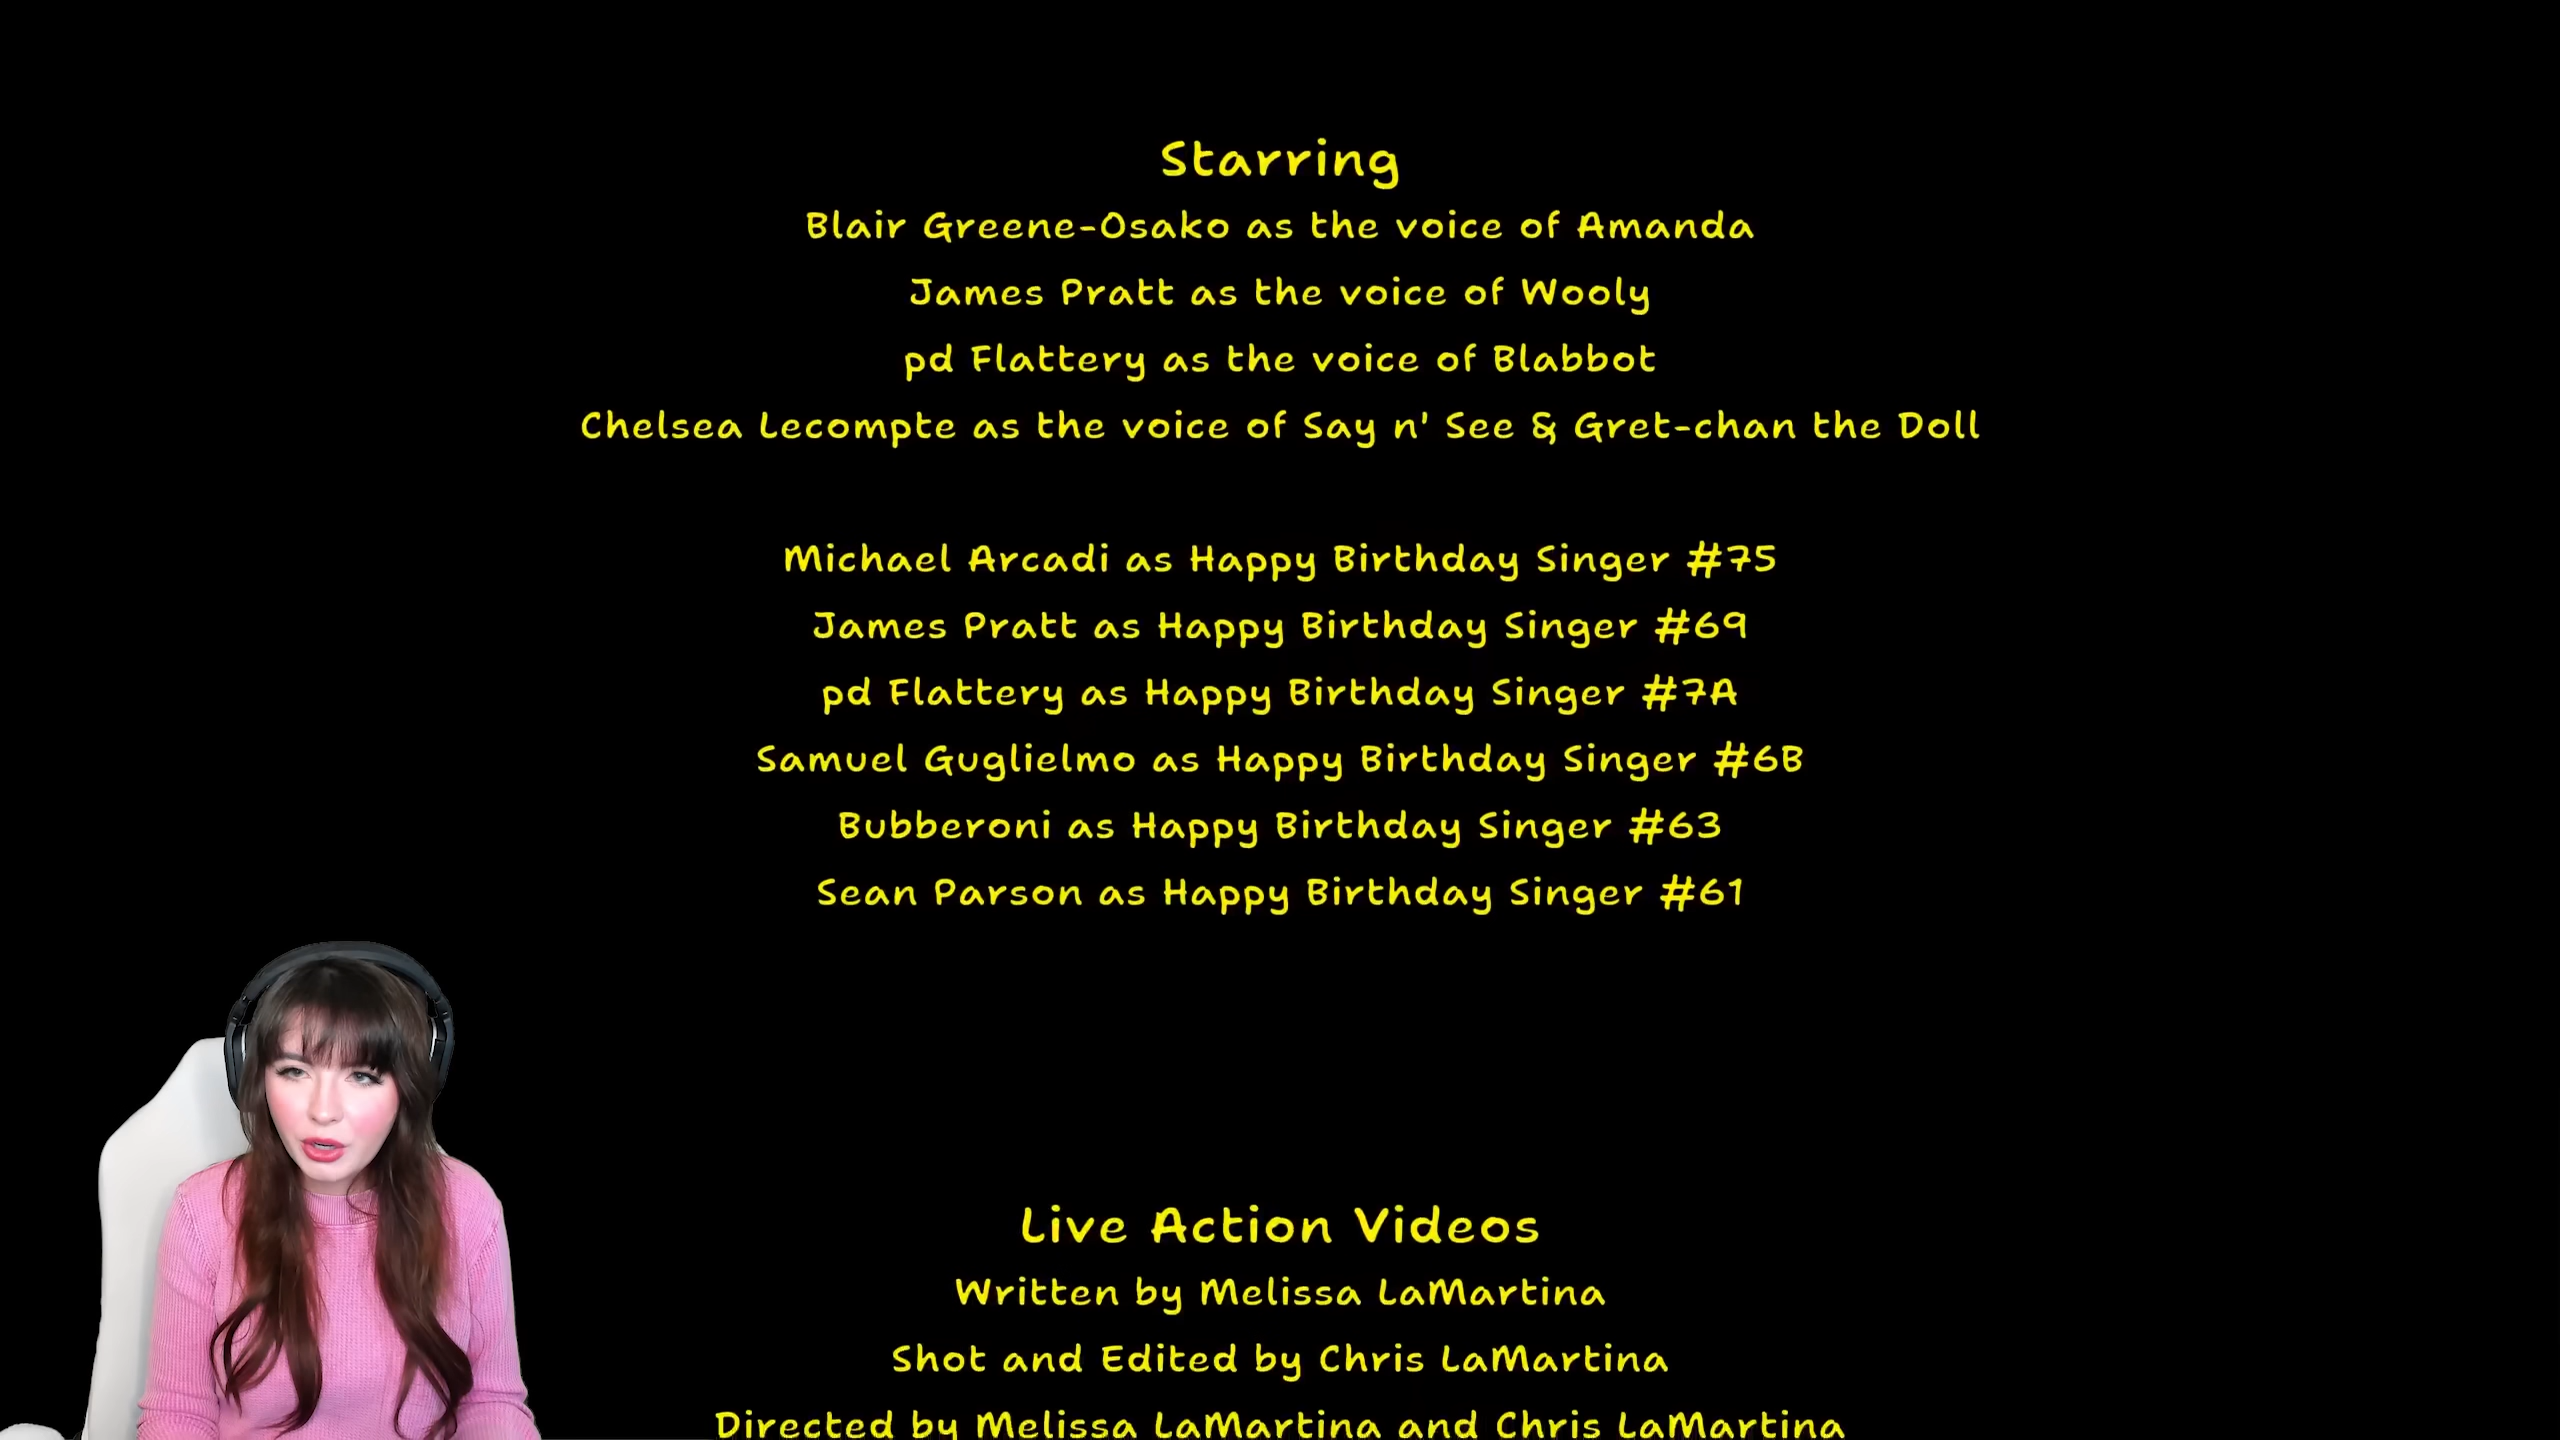 Starring
Blair Greene-Osako as the voice of Amanda
James Pratt as the voice of Wooly
pd Flattery as the voice of Blabbot
Chelsea Lecompte as the voice of Say n' See & Gret-chan the Doll
Michael Arcadi as Happy Birthday Singer #75
James Pratt as Happy Birthday Singer #69
pd Flattery as Happy Birthday Singer #7A
Samuel Guglielmo as Happy Birthday Singer #6B
Bubberoni as Happy Birthday Singer #63
Sean Parson as Happy Birthday Singer #61
Live Action Videos
Written by Melissa LaMartina
Shot and Edited by Chris LaMartina
Directed by Melissa LaMartina and Chris LaMartina